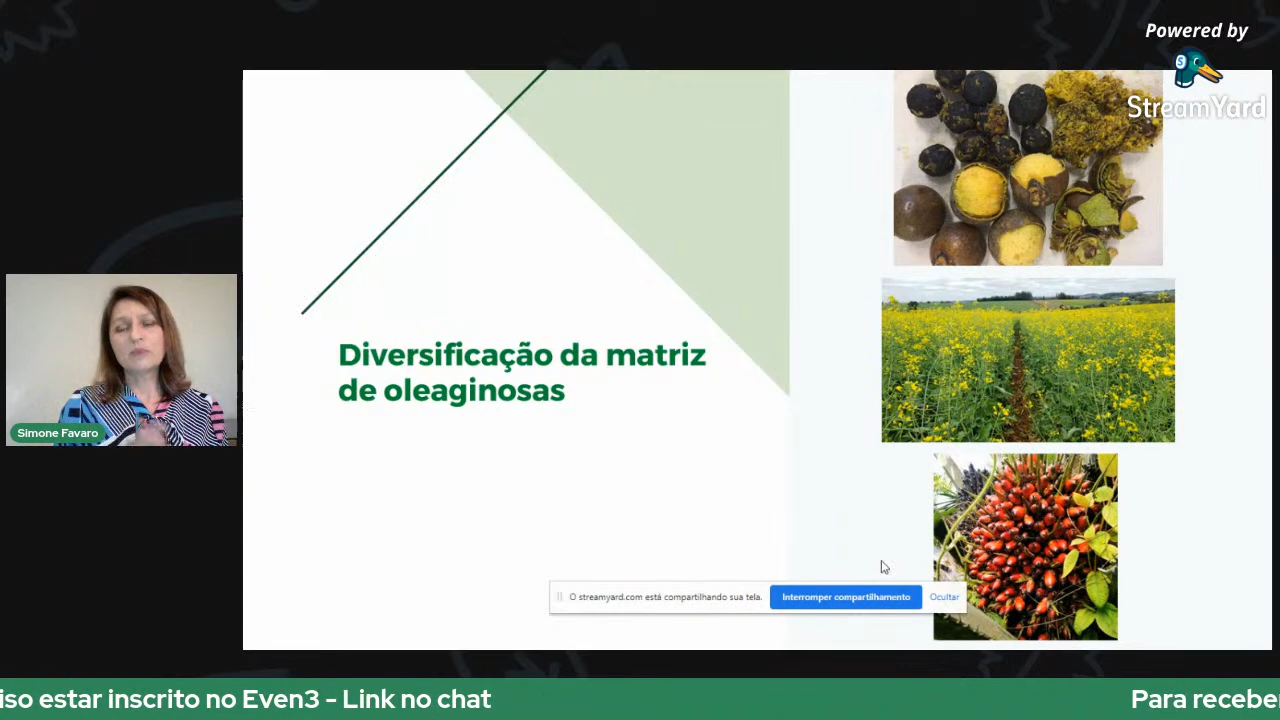 Powered by
StreamYard
Diversificação da matriz
de oleaginosas
Simone Favaro
O streamyard.com está compartilhando sua tela.
Interromper compartilhamento
Ocultar
iso estar inscrito no Even3 - Link no chat
Para receber